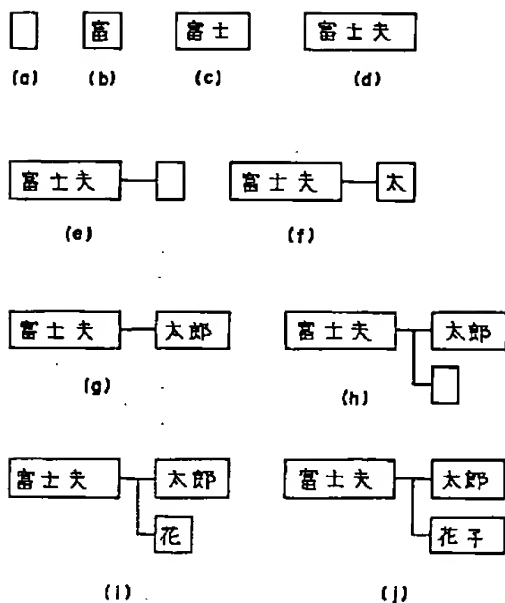 富 富士 富士夫
(a) (b) (c) (d)
富士夫 富士夫 太
(e) (f)
富士夫 太郎 富士夫 太郎
(g) (h)
富士夫 太郎 富士夫 太郎
花 花子
(i) (j)